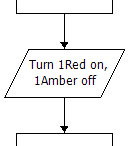 Turn 1Red on,
1Amber off